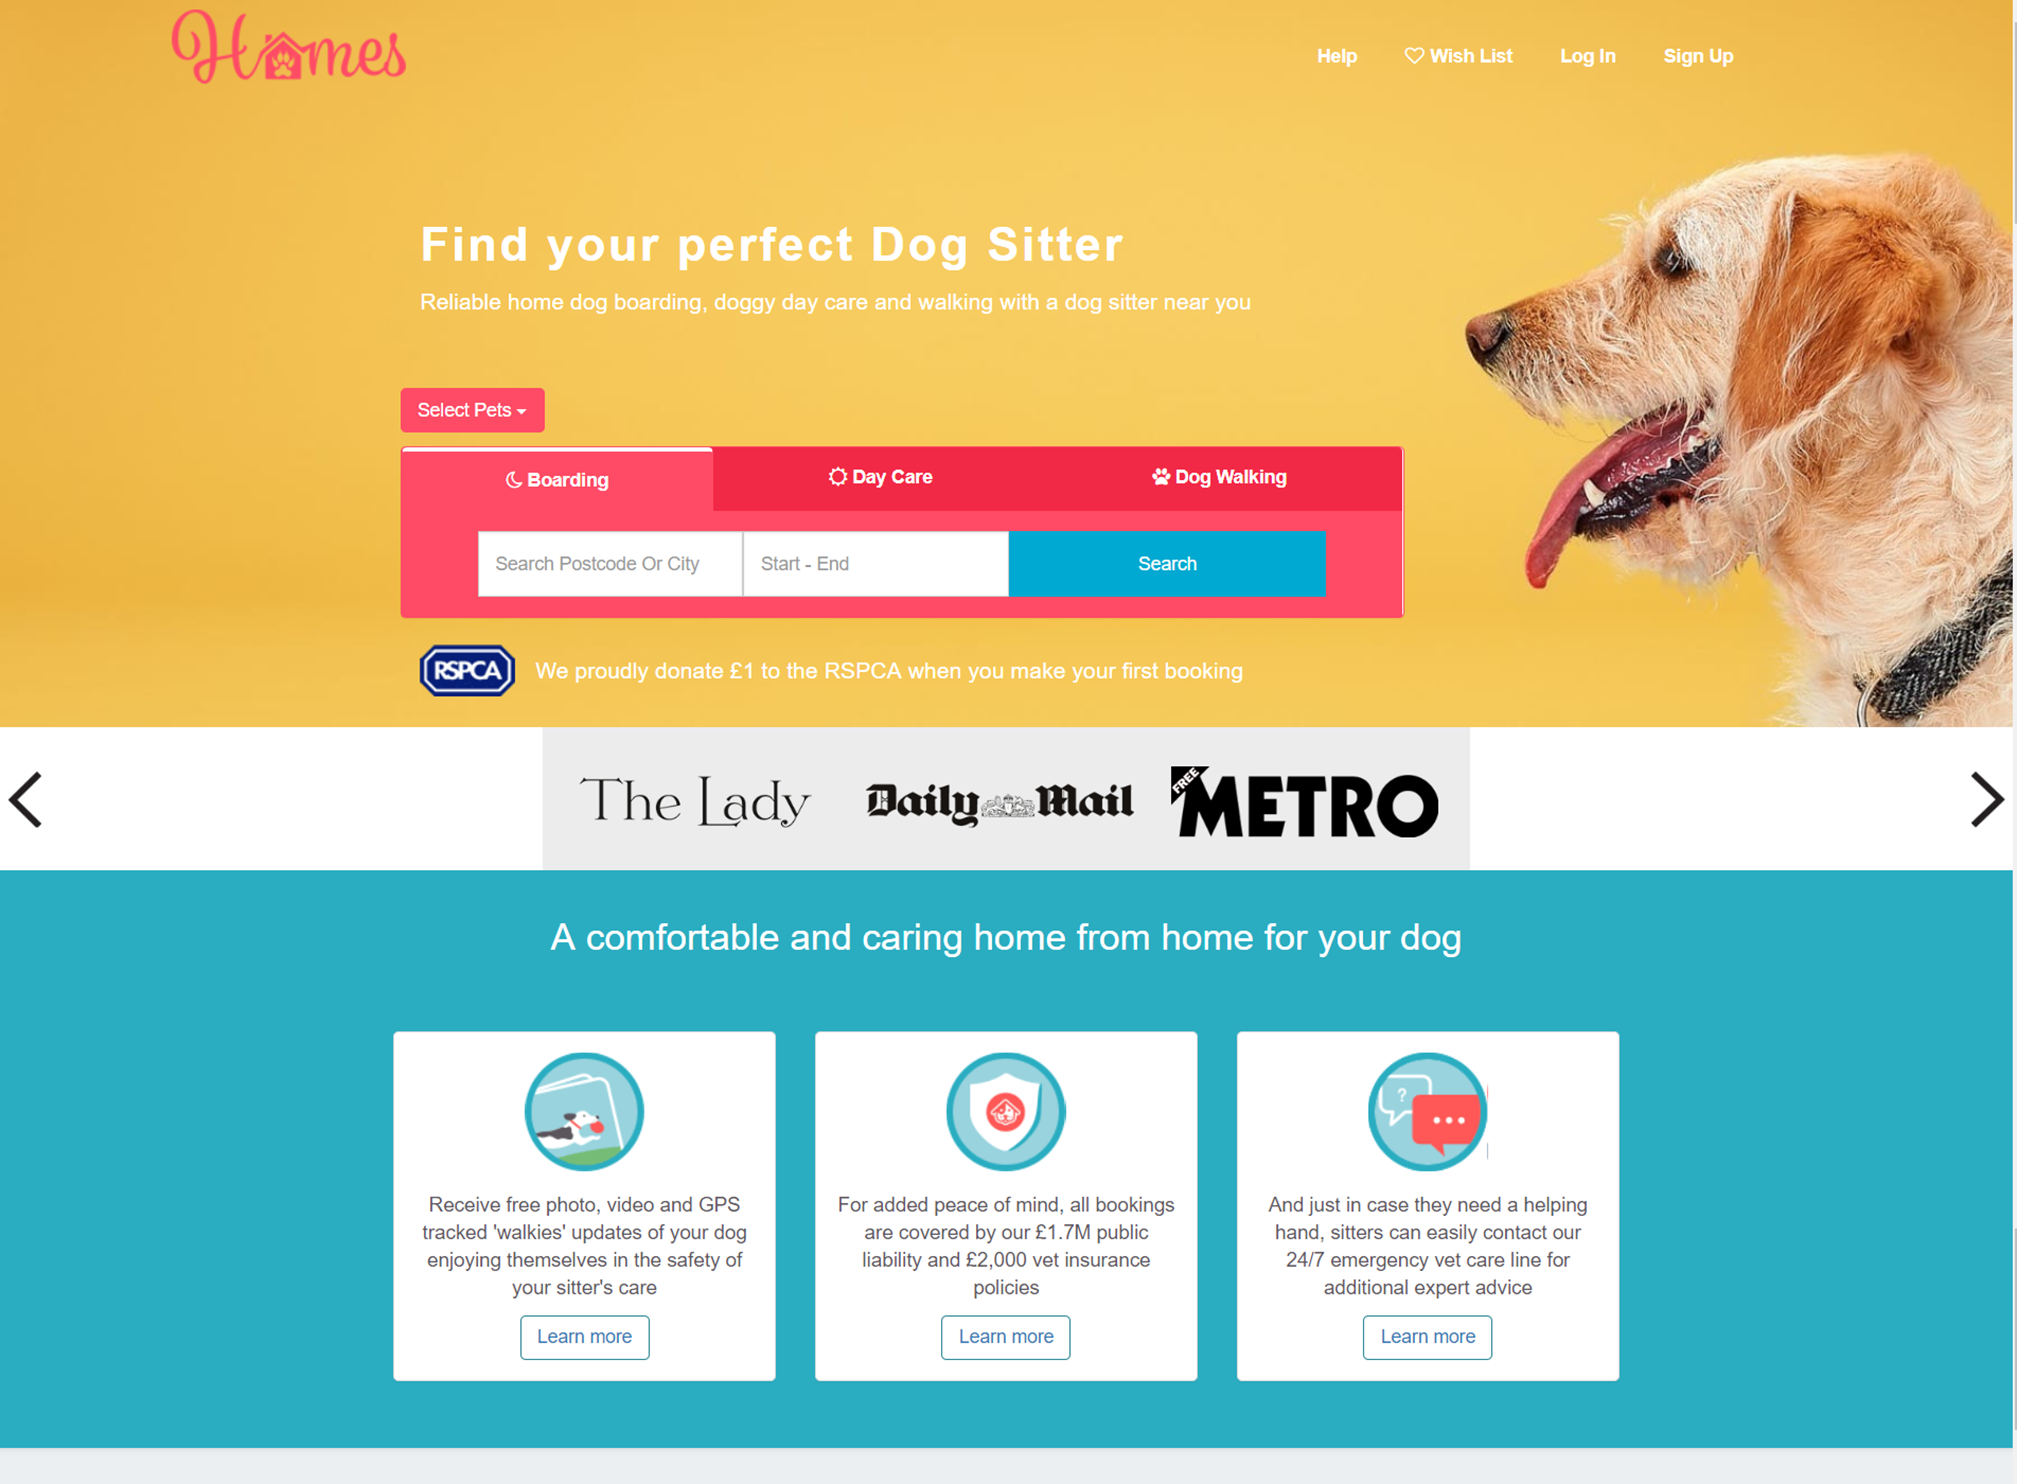 Homes
Help
Wish List
Log In
Sign Up
Find your perfect Dog Sitter
Reliable home dog boarding, doggy day care and walking with a dog sitter near you
Select Pets
Boarding
Day Care
Dog Walking
Search Postcode Or City
Start - End
Search
RSPCA
We proudly donate £1 to the RSPCA when you make your first booking
The Lady
Daily Mail
FREE
METRO
A comfortable and caring home from home for your dog
Receive free photo, video and GPS
tracked 'walkies' updates of your dog
enjoying themselves in the safety of
your sitter's care
Learn more
For added peace of mind, all bookings
are covered by our £1.7M public
liability and £2,000 vet insurance
policies
Learn more
?
And just in case they need a helping
hand, sitters can easily contact our
24/7 emergency vet care line for
additional expert advice
Learn more